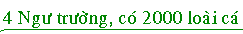 4 Ngư trường, có 2000 loài cá